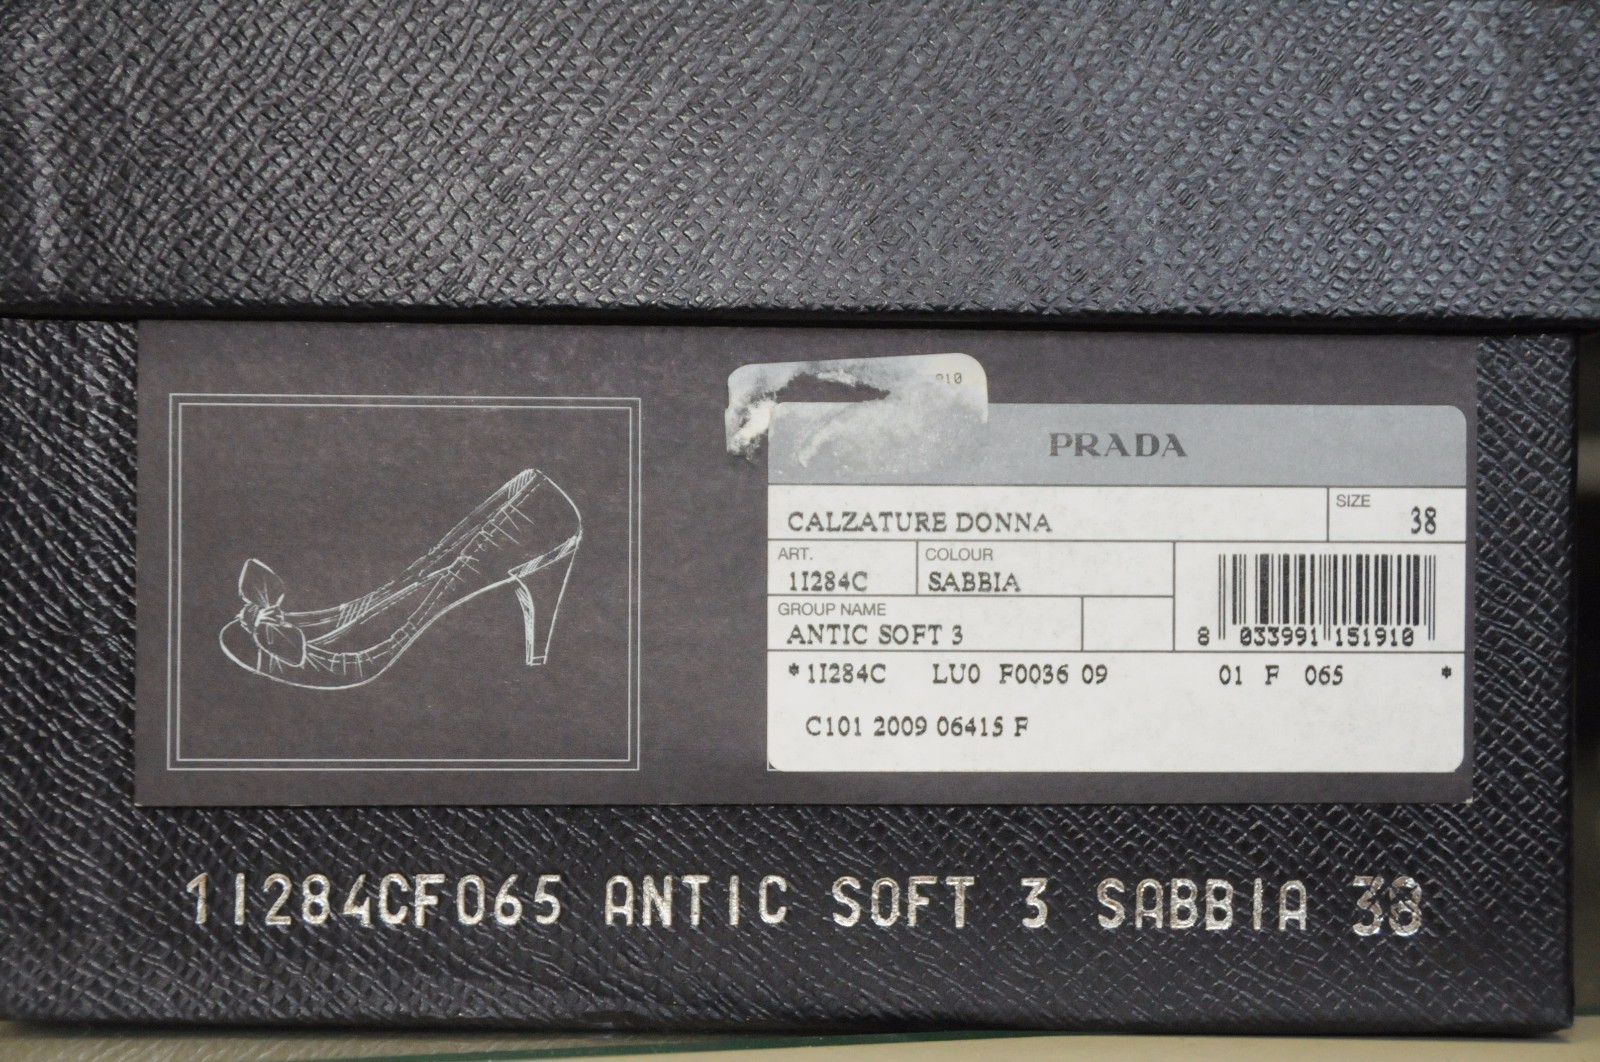 PRADA
CALZATURE DONNA
SIZE
38
ART.
1I284C
COLOUR
SABBIA
GROUP NAME
ANTIC SOFT 3
8 033991 151910
*1I284C LU0 F0036 09 01 F 065 *
C101 2009 06415 F
1I284CF065 ANTIC SOFT 3 SABBIA 38